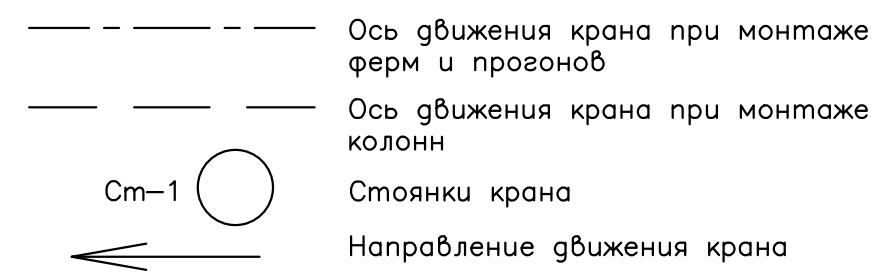 Ось движения крана при монтаже
ферм и прогонов
Ось движения крана при монтаже
колонн
Ст-1
Стоянки крана
Направление движения крана